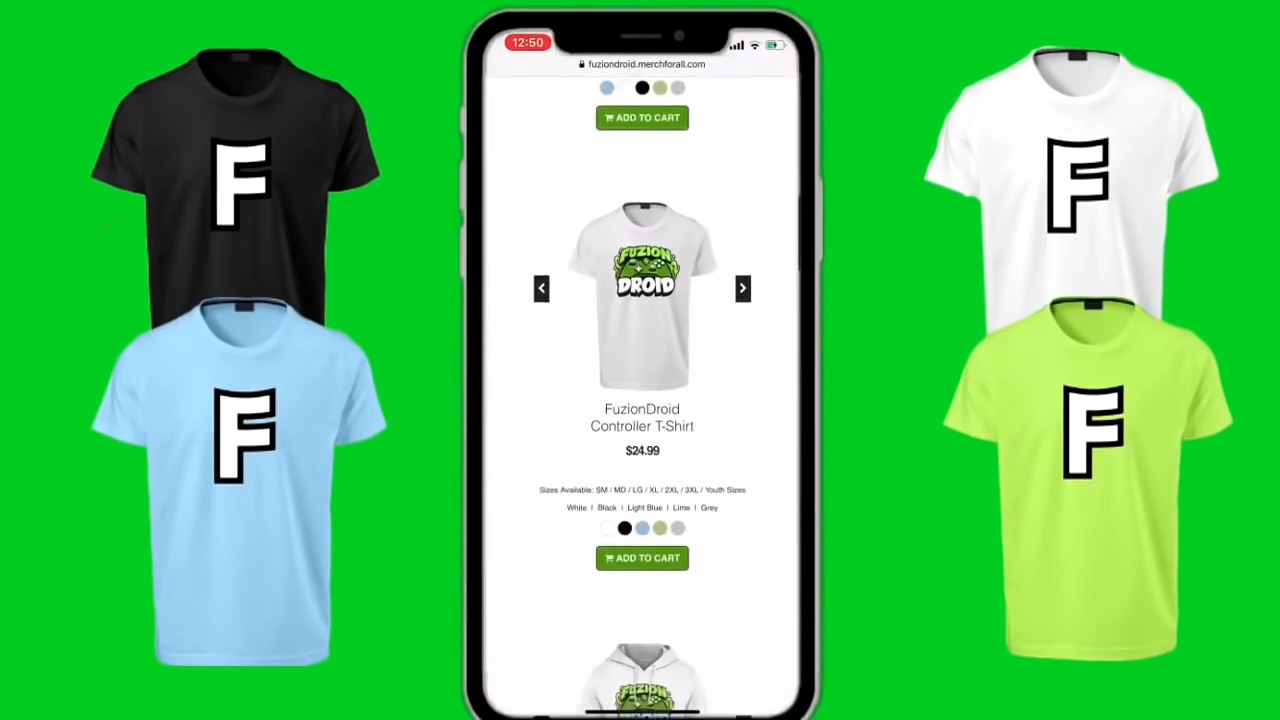 12:50
fuziondroid.merchforall.com
ADD TO CART
F
F
FUZION
DROID
F
F
FuzionDroid
Controller T-Shirt
$24.99
Sizes Available: SM / MD / LG / XL / 2XL / 3XL / Youth Sizes
White | Black | Light Blue | Lime | Grey
ADD TO CART
FUZION